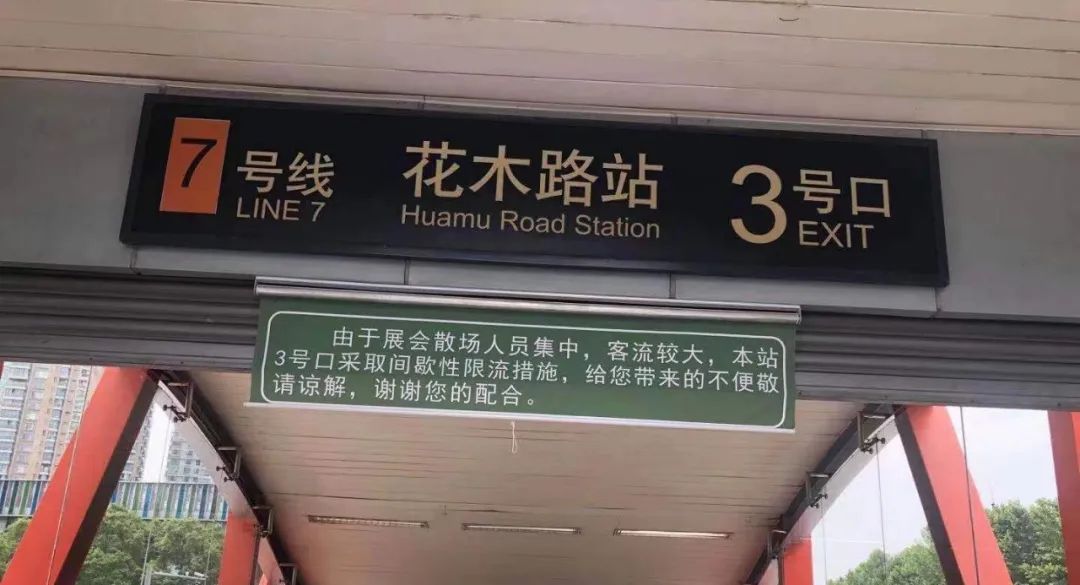 7号线 花木路站 3号口
LINE 7 Huamu Road Station EXIT
由于展会散场人员集中，客流较大，本站
3号口采取间歇性限流措施，给您带来的不便敬
请谅解，谢谢您的配合。